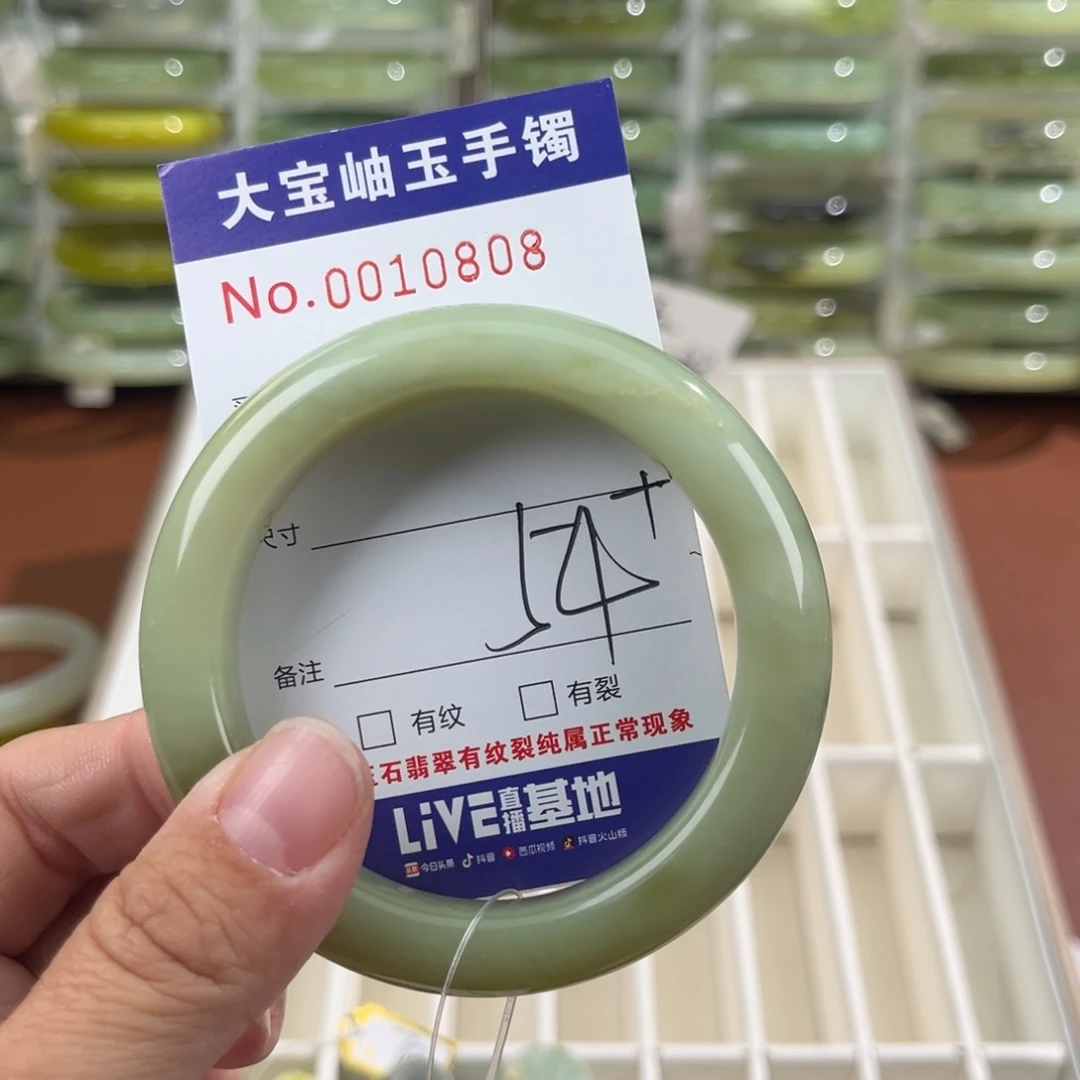 大宝岫玉手镯
No.0010808
尺寸 54+
备注
□ 有纹 □ 有裂
玉石翡翠有纹裂纯属正常现象
LiVE直播基地
今日头条 抖音 西瓜视频 抖音火山版